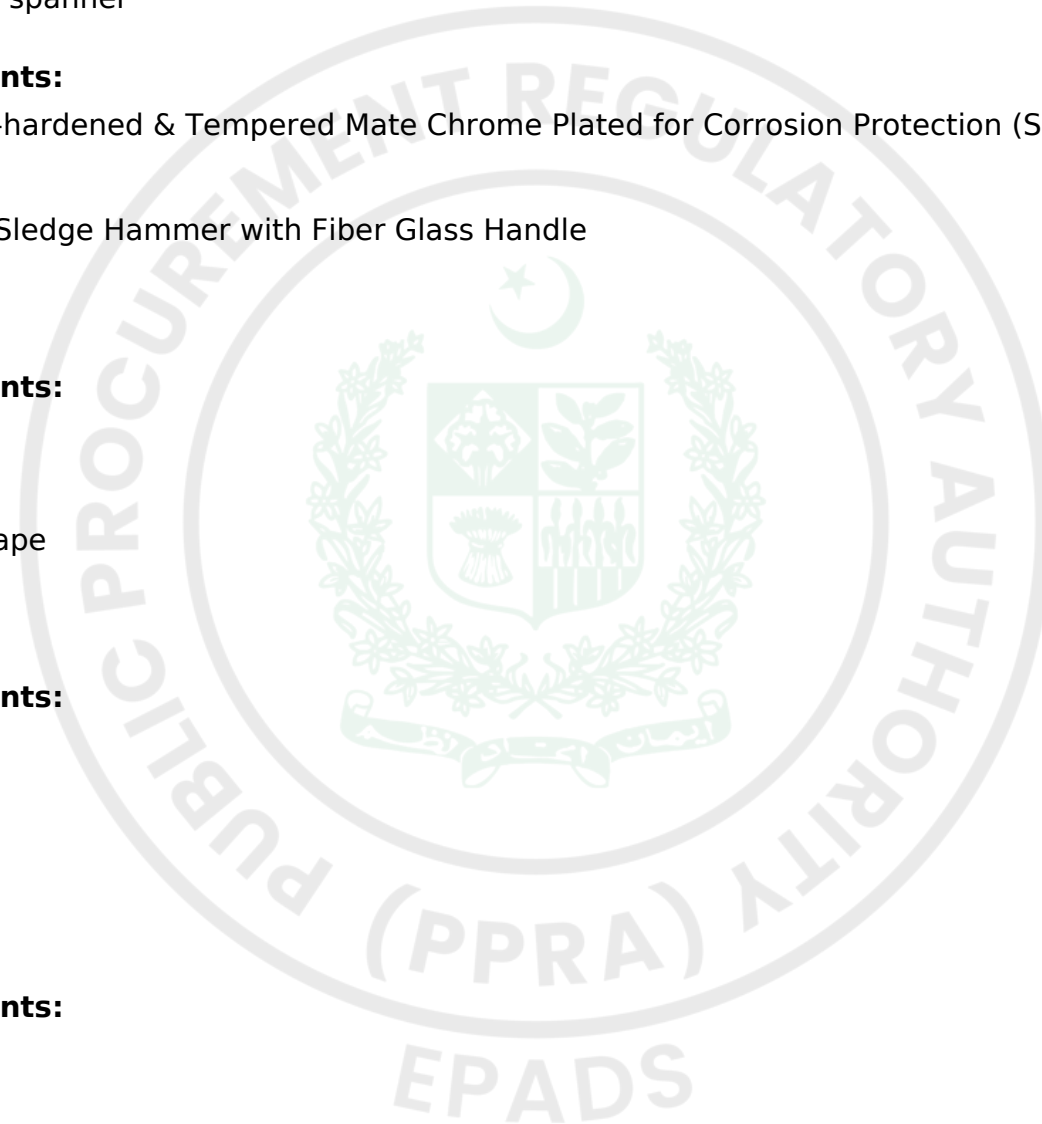 spanner
nts:
-hardened & Tempered Mate Chrome Plated for Corrosion Protection (S
Sledge Hammer with Fiber Glass Handle
nts:
ape
nts:
nts:
PUBLIC PROCUREMENT REGULATORY AUTHORITY
(PPRA)
EPADS